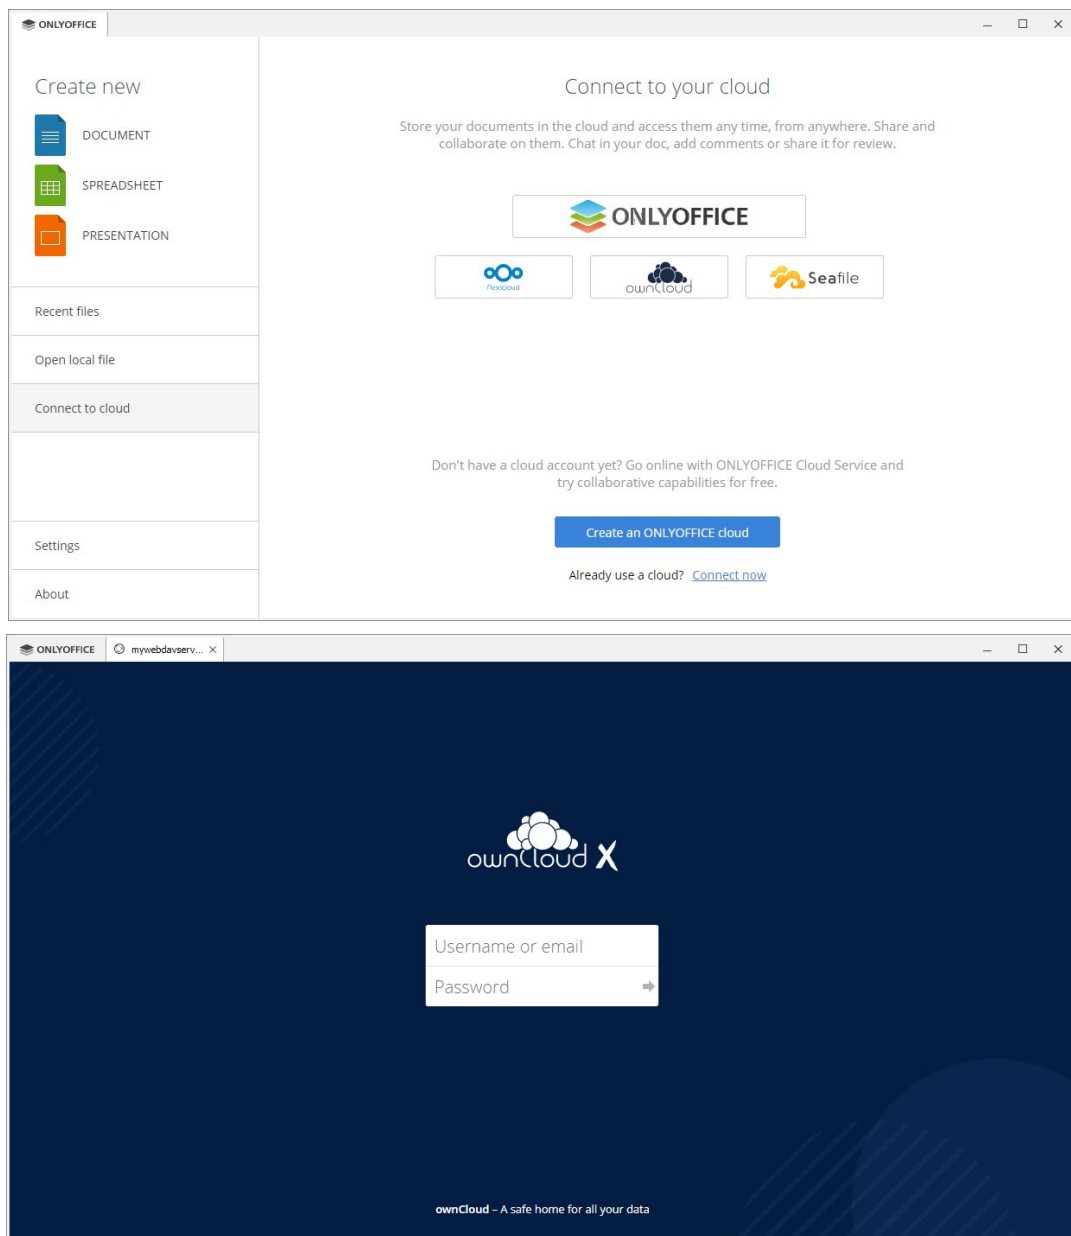 ONLYOFFICE
Create new
DOCUMENT
SPREADSHEET
PRESENTATION
Recent files
Open local file
Connect to cloud
Settings
About
Connect to your cloud
Store your documents in the cloud and access them any time, from anywhere. Share and
collaborate on them. Chat in your doc, add comments or share it for review.
ONLYOFFICE
Nextcloud
ownCloud
Seafile
Don't have a cloud account yet? Go online with ONLYOFFICE Cloud Service and
try collaborative capabilities for free.
Create an ONLYOFFICE cloud
Already use a cloud? Connect now
ONLYOFFICE mywebdavserv...
ownCloud X
Username or email
Password
ownCloud – A safe home for all your data